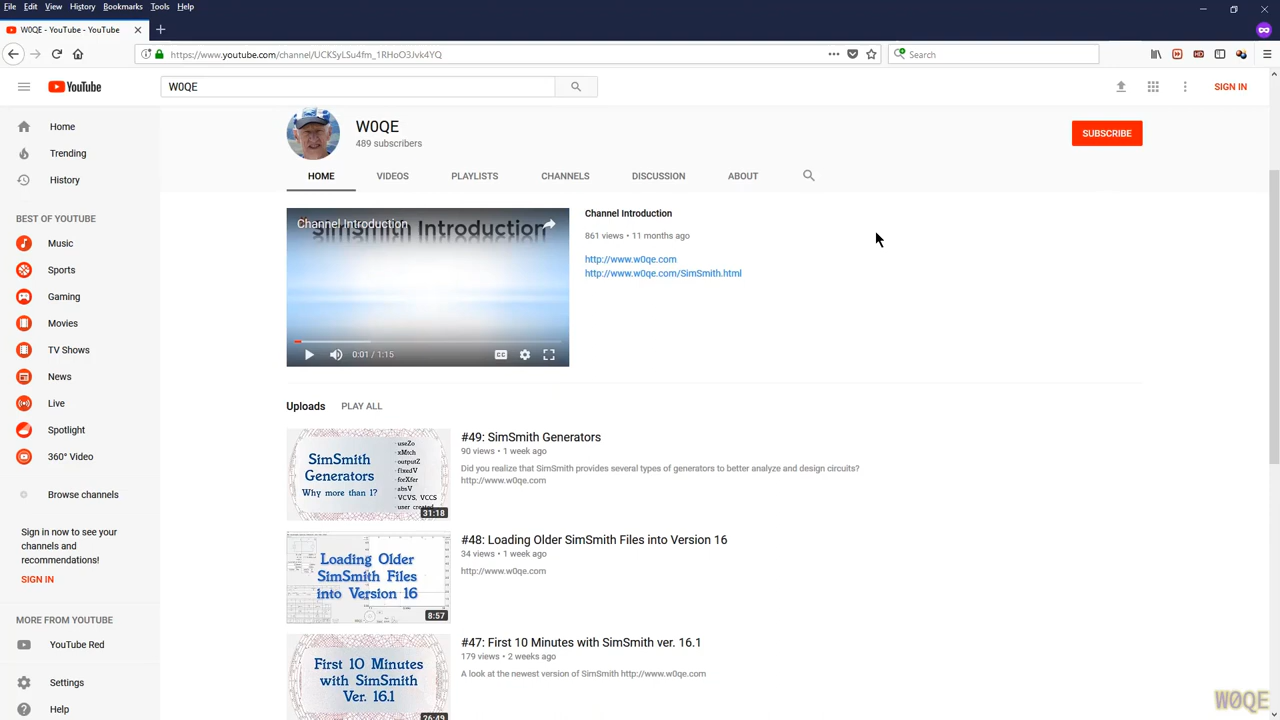 File Edit View History Bookmarks Tools Help
W0QE - YouTube - YouTube
https://www.youtube.com/channel/UCKSyLSu4fm_1RHoO3Jvk4YQ
Search
YouTube
W0QE
SIGN IN
Home
Trending
History
BEST OF YOUTUBE
Music
Sports
Gaming
Movies
TV Shows
News
Live
Spotlight
360° Video
Browse channels
Sign in now to see your
channels and
recommendations!
SIGN IN
MORE FROM YOUTUBE
YouTube Red
Settings
Help
W0QE
489 subscribers
SUBSCRIBE
HOME VIDEOS PLAYLISTS CHANNELS DISCUSSION ABOUT
Channel Introduction
SimSmith Introduction
0:01 / 1:15
CC
Channel Introduction
861 views • 11 months ago
http://www.w0qe.com
http://www.w0qe.com/SimSmith.html
Uploads PLAY ALL
SimSmith
Generators
Why more than 1?
useZo
xMtch
outputZ
fixedV
forXfer
absV
VCVS, VCCS
user created
31:18
#49: SimSmith Generators
90 views • 1 week ago
Did you realize that SimSmith provides several types of generators to better analyze and design circuits?
http://www.w0qe.com
Loading Older
SimSmith Files
into Version 16
8:57
#48: Loading Older SimSmith Files into Version 16
34 views • 1 week ago
http://www.w0qe.com
First 10 Minutes
with SimSmith
Ver. 16.1
26:49
#47: First 10 Minutes with SimSmith ver. 16.1
179 views • 2 weeks ago
A look at the newest version of SimSmith http://www.w0qe.com
W0QE